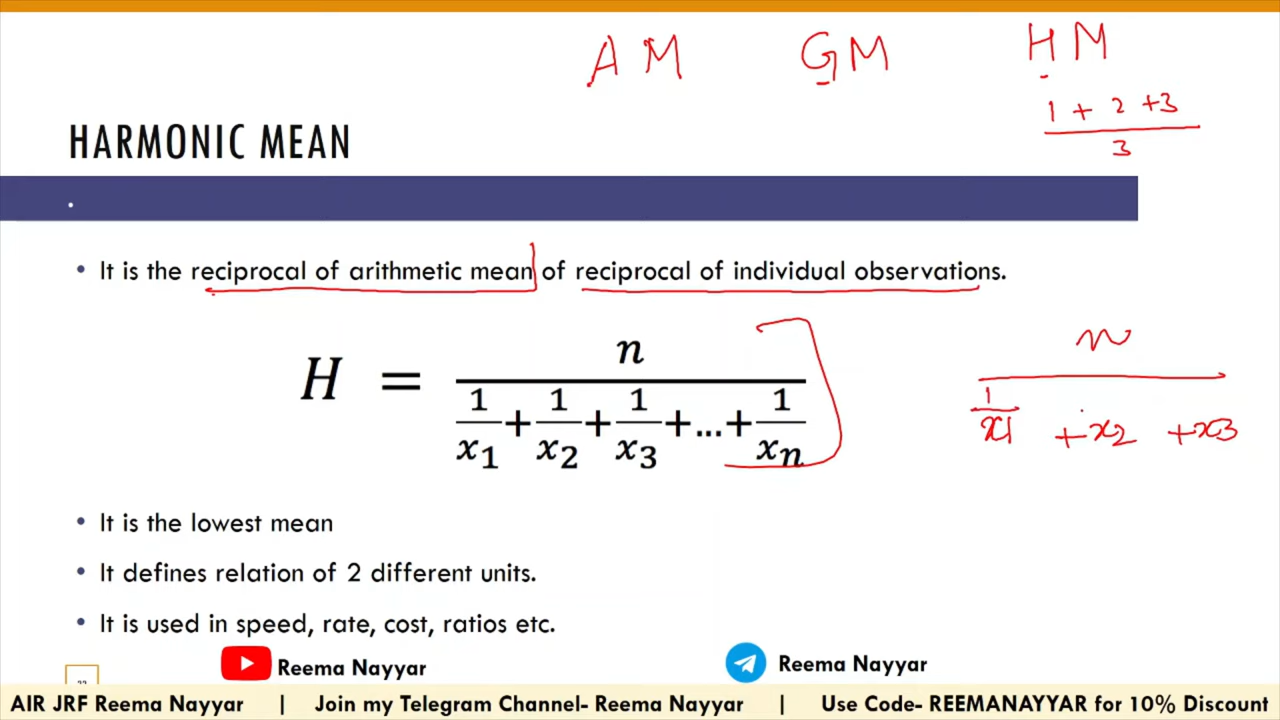 AM GM HM
1 + 2 + 3
3
HARMONIC MEAN
.
• It is the reciprocal of arithmetic mean of reciprocal of individual observations.
H = n / (1/x₁ + 1/x₂ + 1/x₃ + ... + 1/xₙ)
n
1/x1 + x2 + x3
• It is the lowest mean
• It defines relation of 2 different units.
• It is used in speed, rate, cost, ratios etc.
Reema Nayyar Reema Nayyar
AIR JRF Reema Nayyar | Join my Telegram Channel- Reema Nayyar | Use Code- REEMANAYYAR for 10% Discount